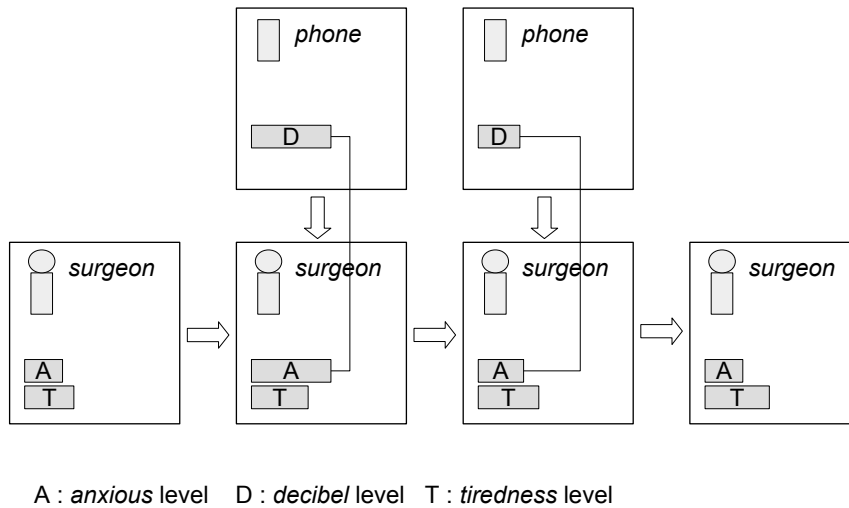 phone phone
D D
surgeon surgeon surgeon surgeon
A A A A
T T T T
A : anxious level D : decibel level T : tiredness level